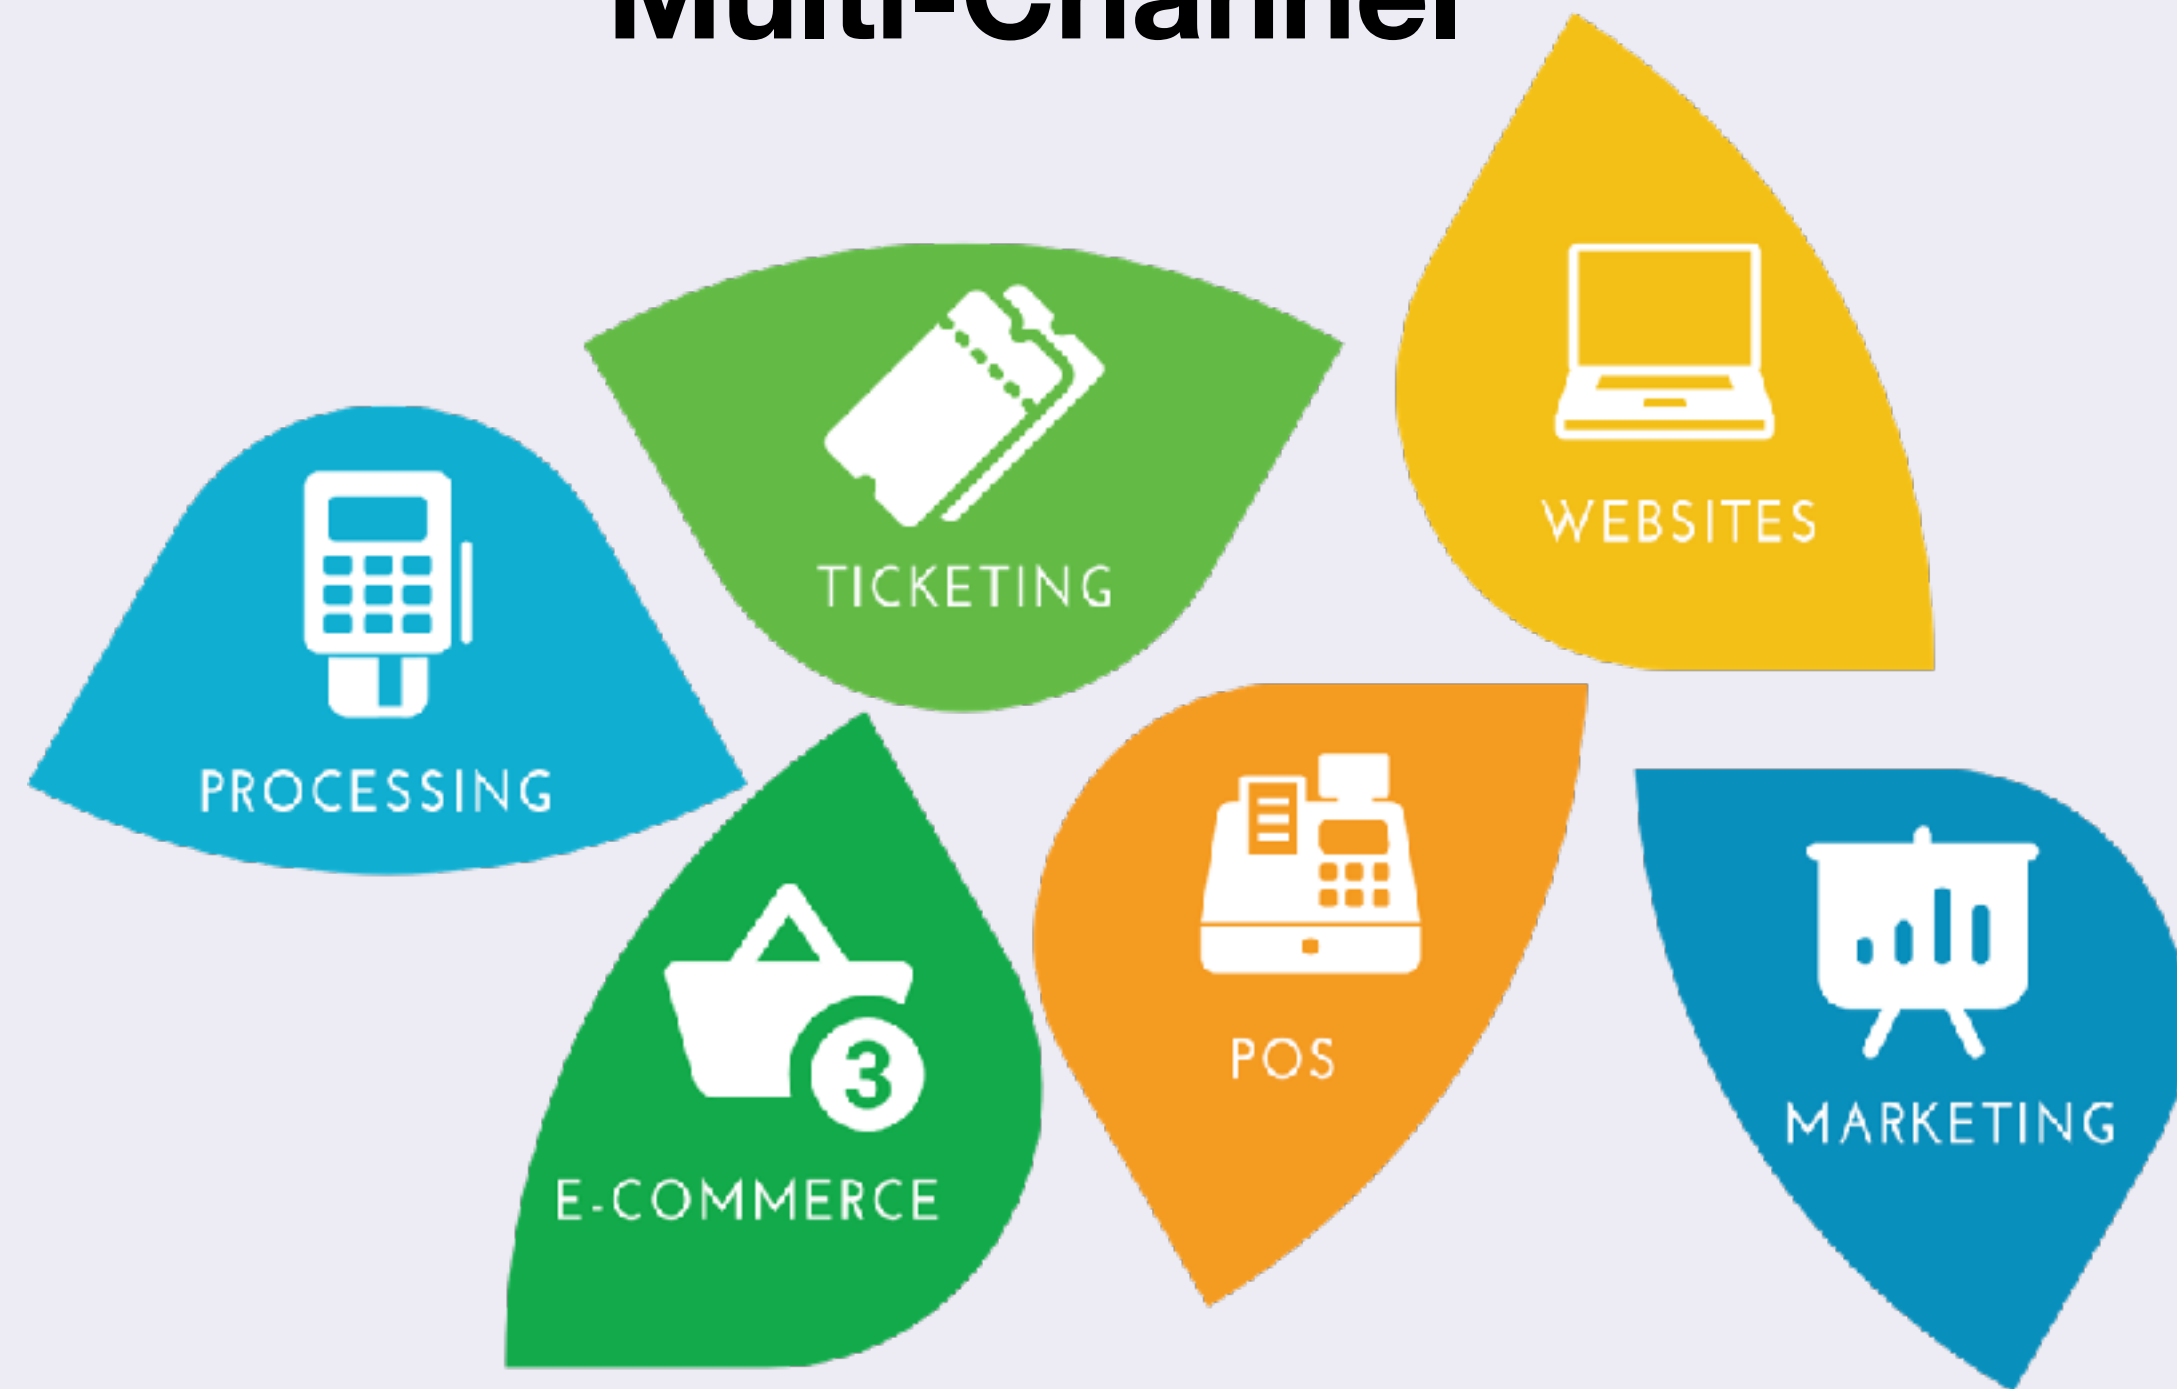 Multi-Channel
WEBSITES
TICKETING
PROCESSING
POS
MARKETING
3
E-COMMERCE